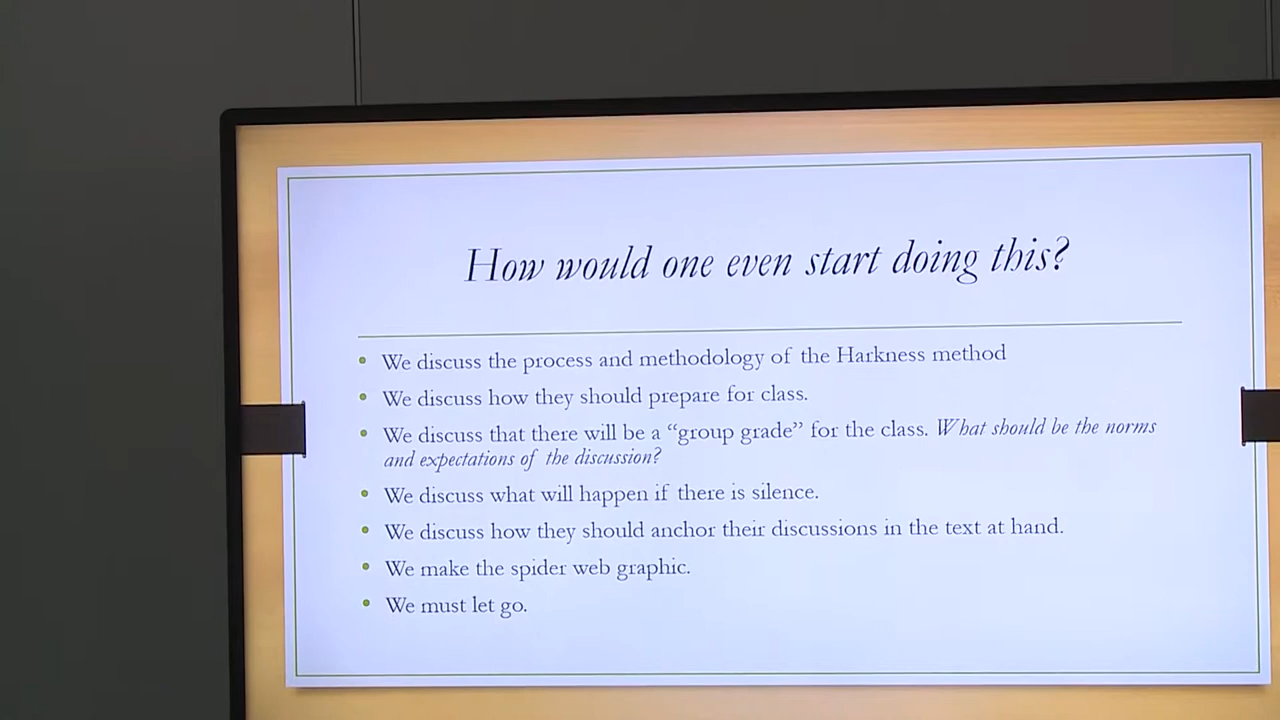 How would one even start doing this?
• We discuss the process and methodology of the Harkness method
• We discuss how they should prepare for class.
• We discuss that there will be a “group grade” for the class. What should be the norms
and expectations of the discussion?
• We discuss what will happen if there is silence.
• We discuss how they should anchor their discussions in the text at hand.
• We make the spider web graphic.
• We must let go.